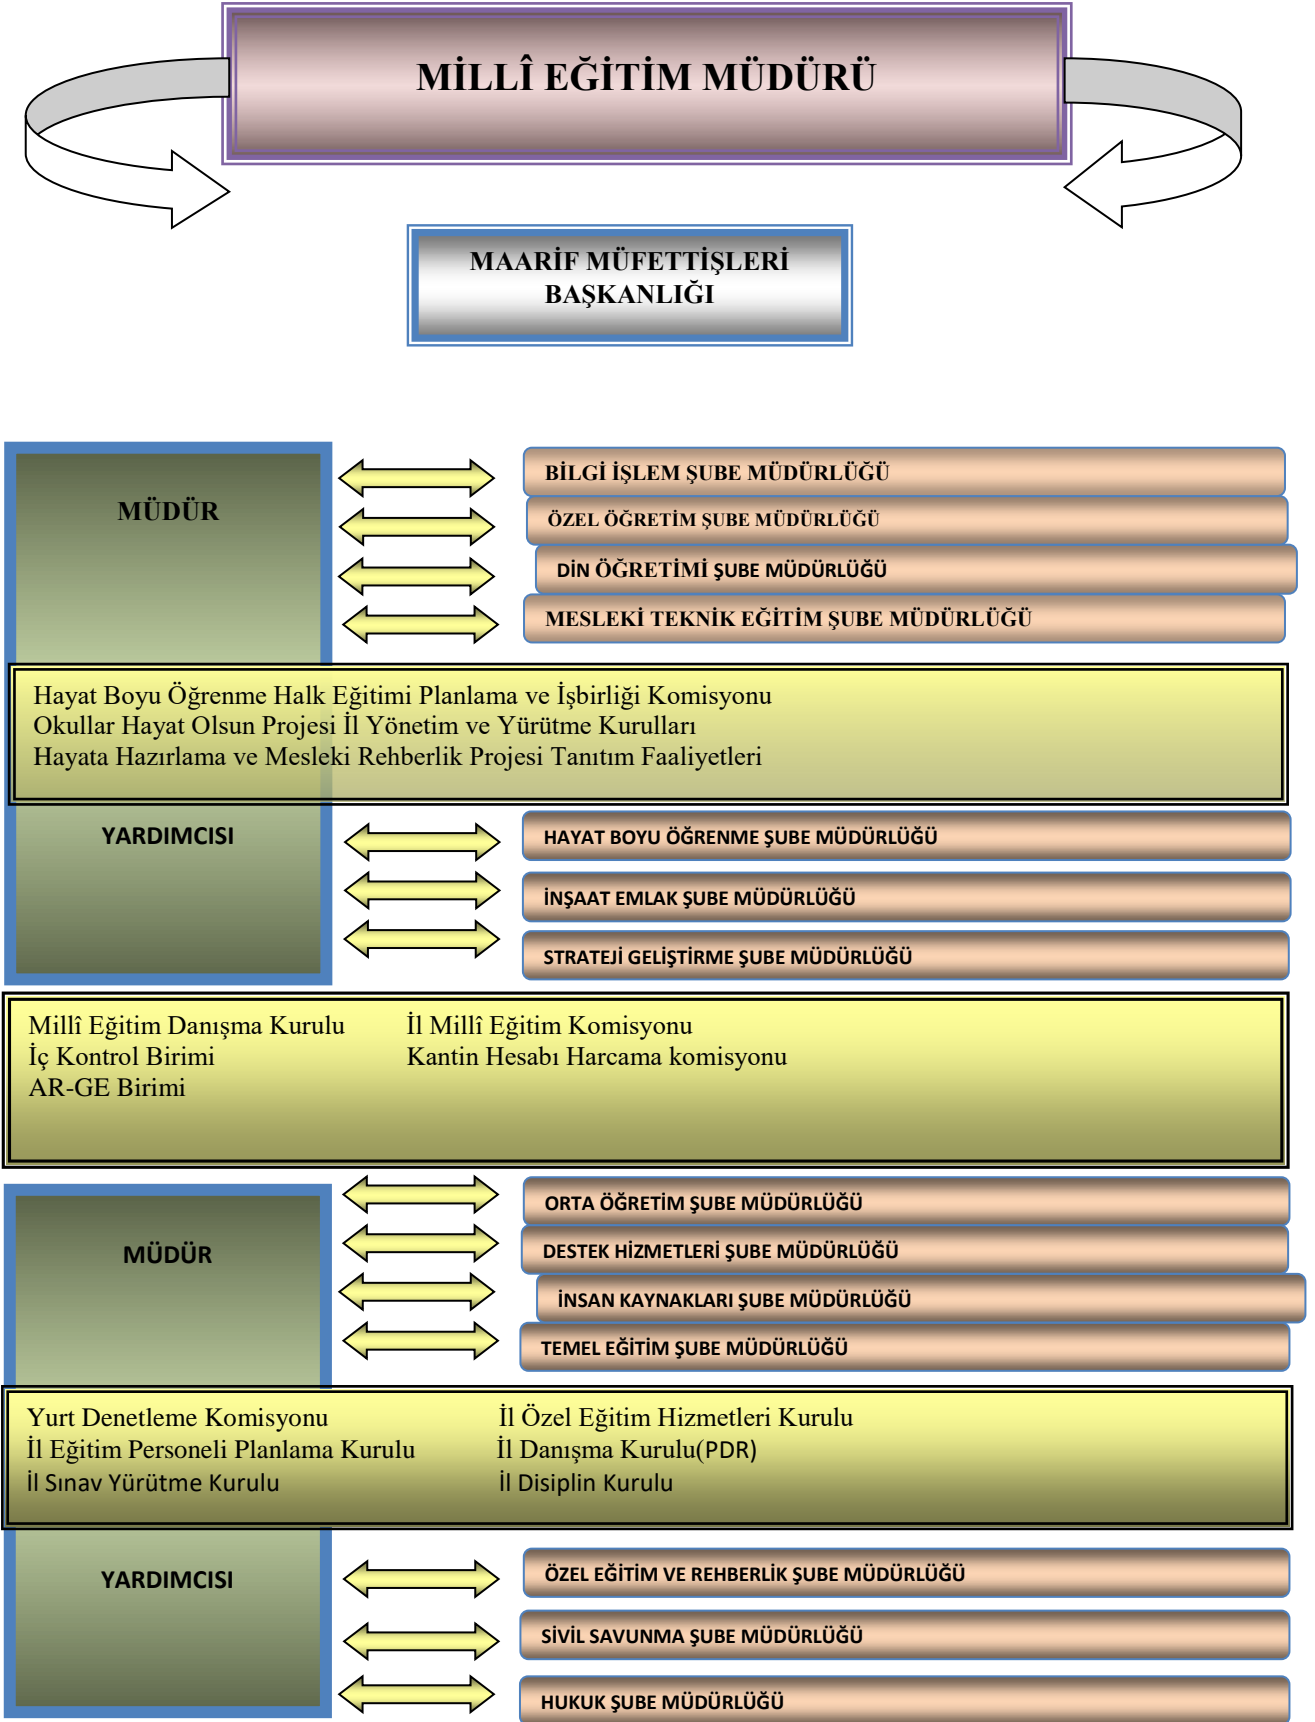 MİLLÎ EĞİTİM MÜDÜRÜ
MAARİF MÜFETTİŞLERİ
BAŞKANLIĞI
MÜDÜR
BİLGİ İŞLEM ŞUBE MÜDÜRLÜĞÜ
ÖZEL ÖĞRETİM ŞUBE MÜDÜRLÜĞÜ
DİN ÖĞRETİMİ ŞUBE MÜDÜRLÜĞÜ
MESLEKİ TEKNİK EĞİTİM ŞUBE MÜDÜRLÜĞÜ
Hayat Boyu Öğrenme Halk Eğitimi Planlama ve İşbirliği Komisyonu
Okullar Hayat Olsun Projesi İl Yönetim ve Yürütme Kurulları
Hayata Hazırlama ve Mesleki Rehberlik Projesi Tanıtım Faaliyetleri
YARDIMCISI
HAYAT BOYU ÖĞRENME ŞUBE MÜDÜRLÜĞÜ
İNŞAAT EMLAK ŞUBE MÜDÜRLÜĞÜ
STRATEJİ GELİŞTİRME ŞUBE MÜDÜRLÜĞÜ
Millî Eğitim Danışma Kurulu İl Millî Eğitim Komisyonu
İç Kontrol Birimi Kantin Hesabı Harcama komisyonu
AR-GE Birimi
MÜDÜR
ORTA ÖĞRETİM ŞUBE MÜDÜRLÜĞÜ
DESTEK HİZMETLERİ ŞUBE MÜDÜRLÜĞÜ
İNSAN KAYNAKLARI ŞUBE MÜDÜRLÜĞÜ
TEMEL EĞİTİM ŞUBE MÜDÜRLÜĞÜ
Yurt Denetleme Komisyonu İl Özel Eğitim Hizmetleri Kurulu
İl Eğitim Personeli Planlama Kurulu İl Danışma Kurulu(PDR)
İl Sınav Yürütme Kurulu İl Disiplin Kurulu
YARDIMCISI
ÖZEL EĞİTİM VE REHBERLİK ŞUBE MÜDÜRLÜĞÜ
SİVİL SAVUNMA ŞUBE MÜDÜRLÜĞÜ
HUKUK ŞUBE MÜDÜRLÜĞÜ